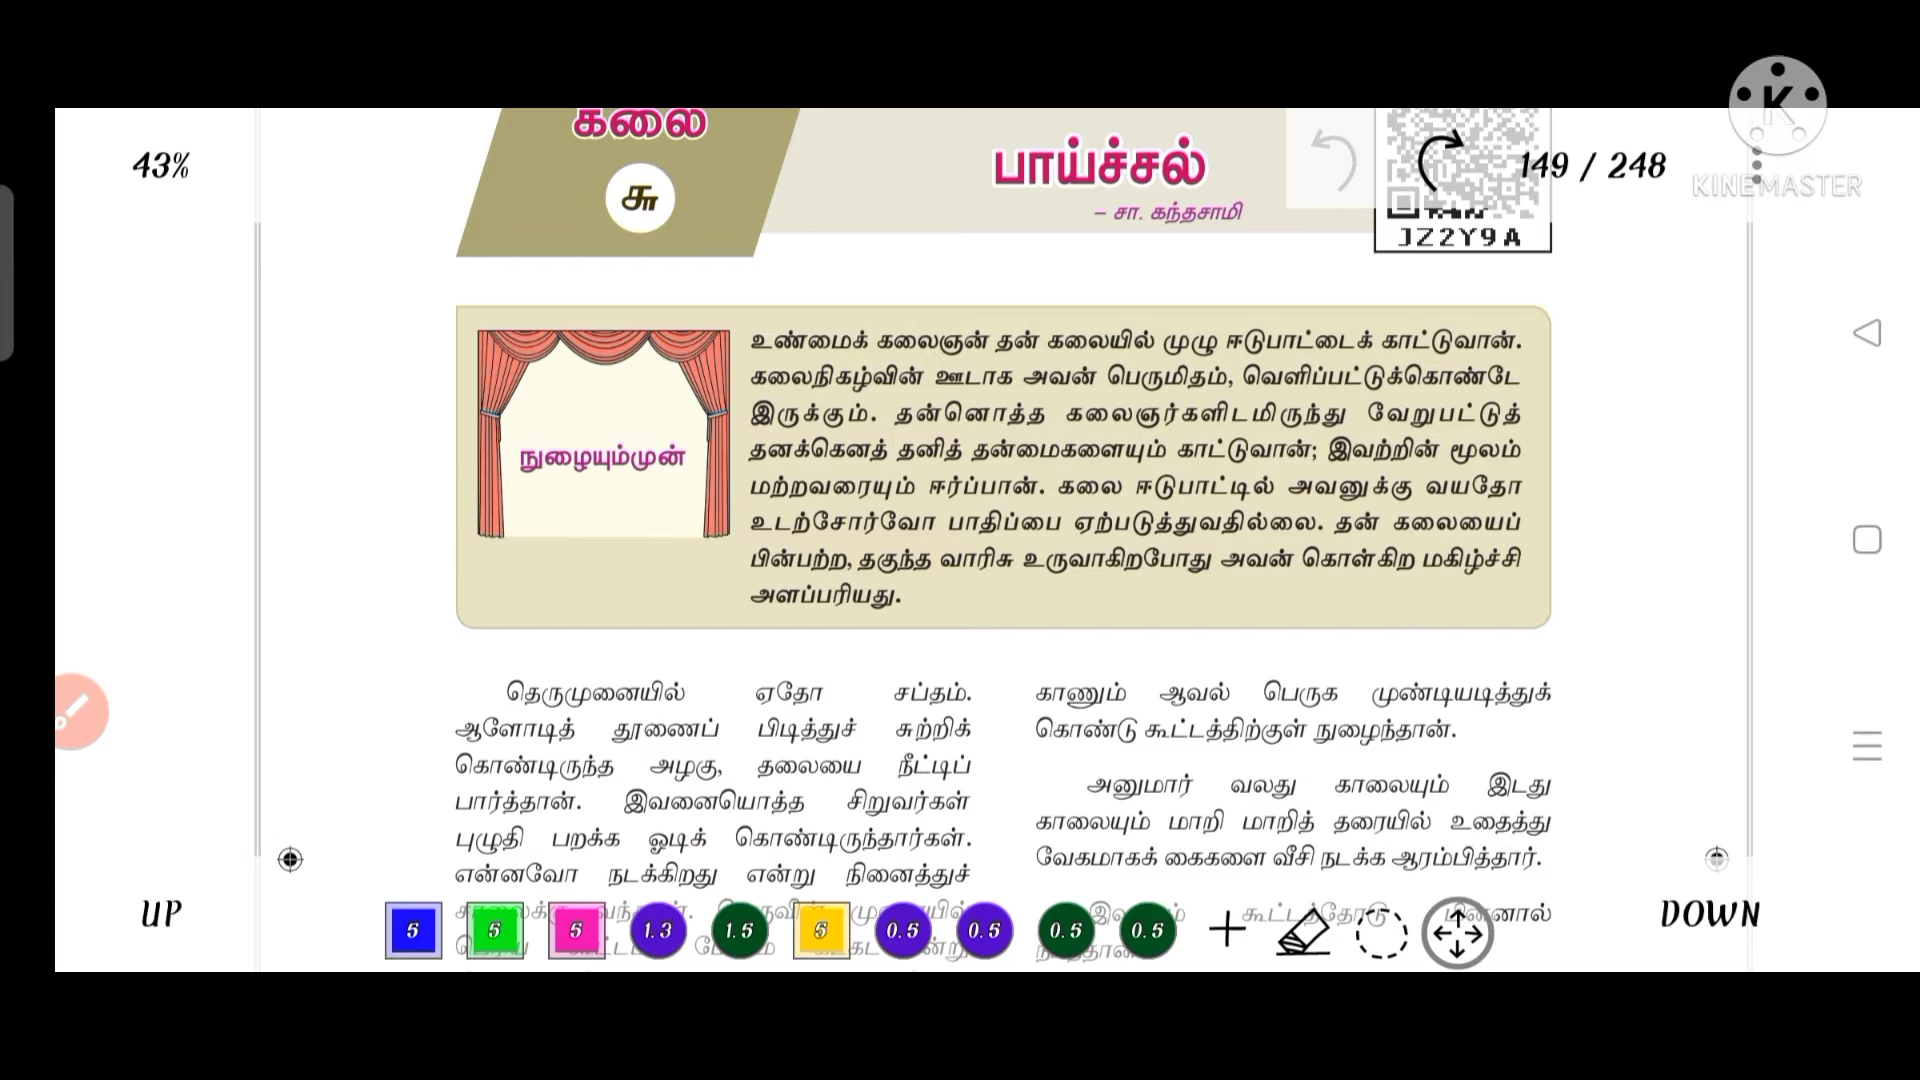 கலை
சு
பாய்ச்சல்
– சா. கந்தசாமி
43%
149 / 248
KINEMASTER
JZ2Y9A
நுழையும்முன்
உண்மைக் கலைஞன் தன் கலையில் முழு ஈடுபாட்டைக் காட்டுவான்.
கலைநிகழ்வின் ஊடாக அவன் பெருமிதம், வெளிப்பட்டுக்கொண்டே
இருக்கும். தன்னொத்த கலைஞர்களிடமிருந்து வேறுபட்டுத்
தனக்கெனத் தனித் தன்மைகளையும் காட்டுவான்; இவற்றின் மூலம்
மற்றவரையும் ஈர்ப்பான். கலை ஈடுபாட்டில் அவனுக்கு வயதோ
உடற்சோர்வோ பாதிப்பை ஏற்படுத்துவதில்லை. தன் கலையைப்
பின்பற்ற, தகுந்த வாரிசு உருவாகிறபோது அவன் கொள்கிற மகிழ்ச்சி
அளப்பரியது.
தெருமுனையில் ஏதோ சப்தம்.
ஆளோடித் தூணைப் பிடித்துச் சுற்றிக்
கொண்டிருந்த அழகு, தலையை நீட்டிப்
பார்த்தான். இவனையொத்த சிறுவர்கள்
புழுதி பறக்க ஓடிக் கொண்டிருந்தார்கள்.
என்னவோ நடக்கிறது என்று நினைத்துச்
காணும் ஆவல் பெருக முண்டியடித்துக்
கொண்டு கூட்டத்திற்குள் நுழைந்தான்.
அனுமார் வலது காலையும் இடது
காலையும் மாறி மாறித் தரையில் உதைத்து
வேகமாகக் கைகளை வீசி நடக்க ஆரம்பித்தார்.
கூட்டத்தோடு பின்னால்
UP
5 5 5 1.3 1.5 5 0.5 0.5 0.5 0.5
DOWN